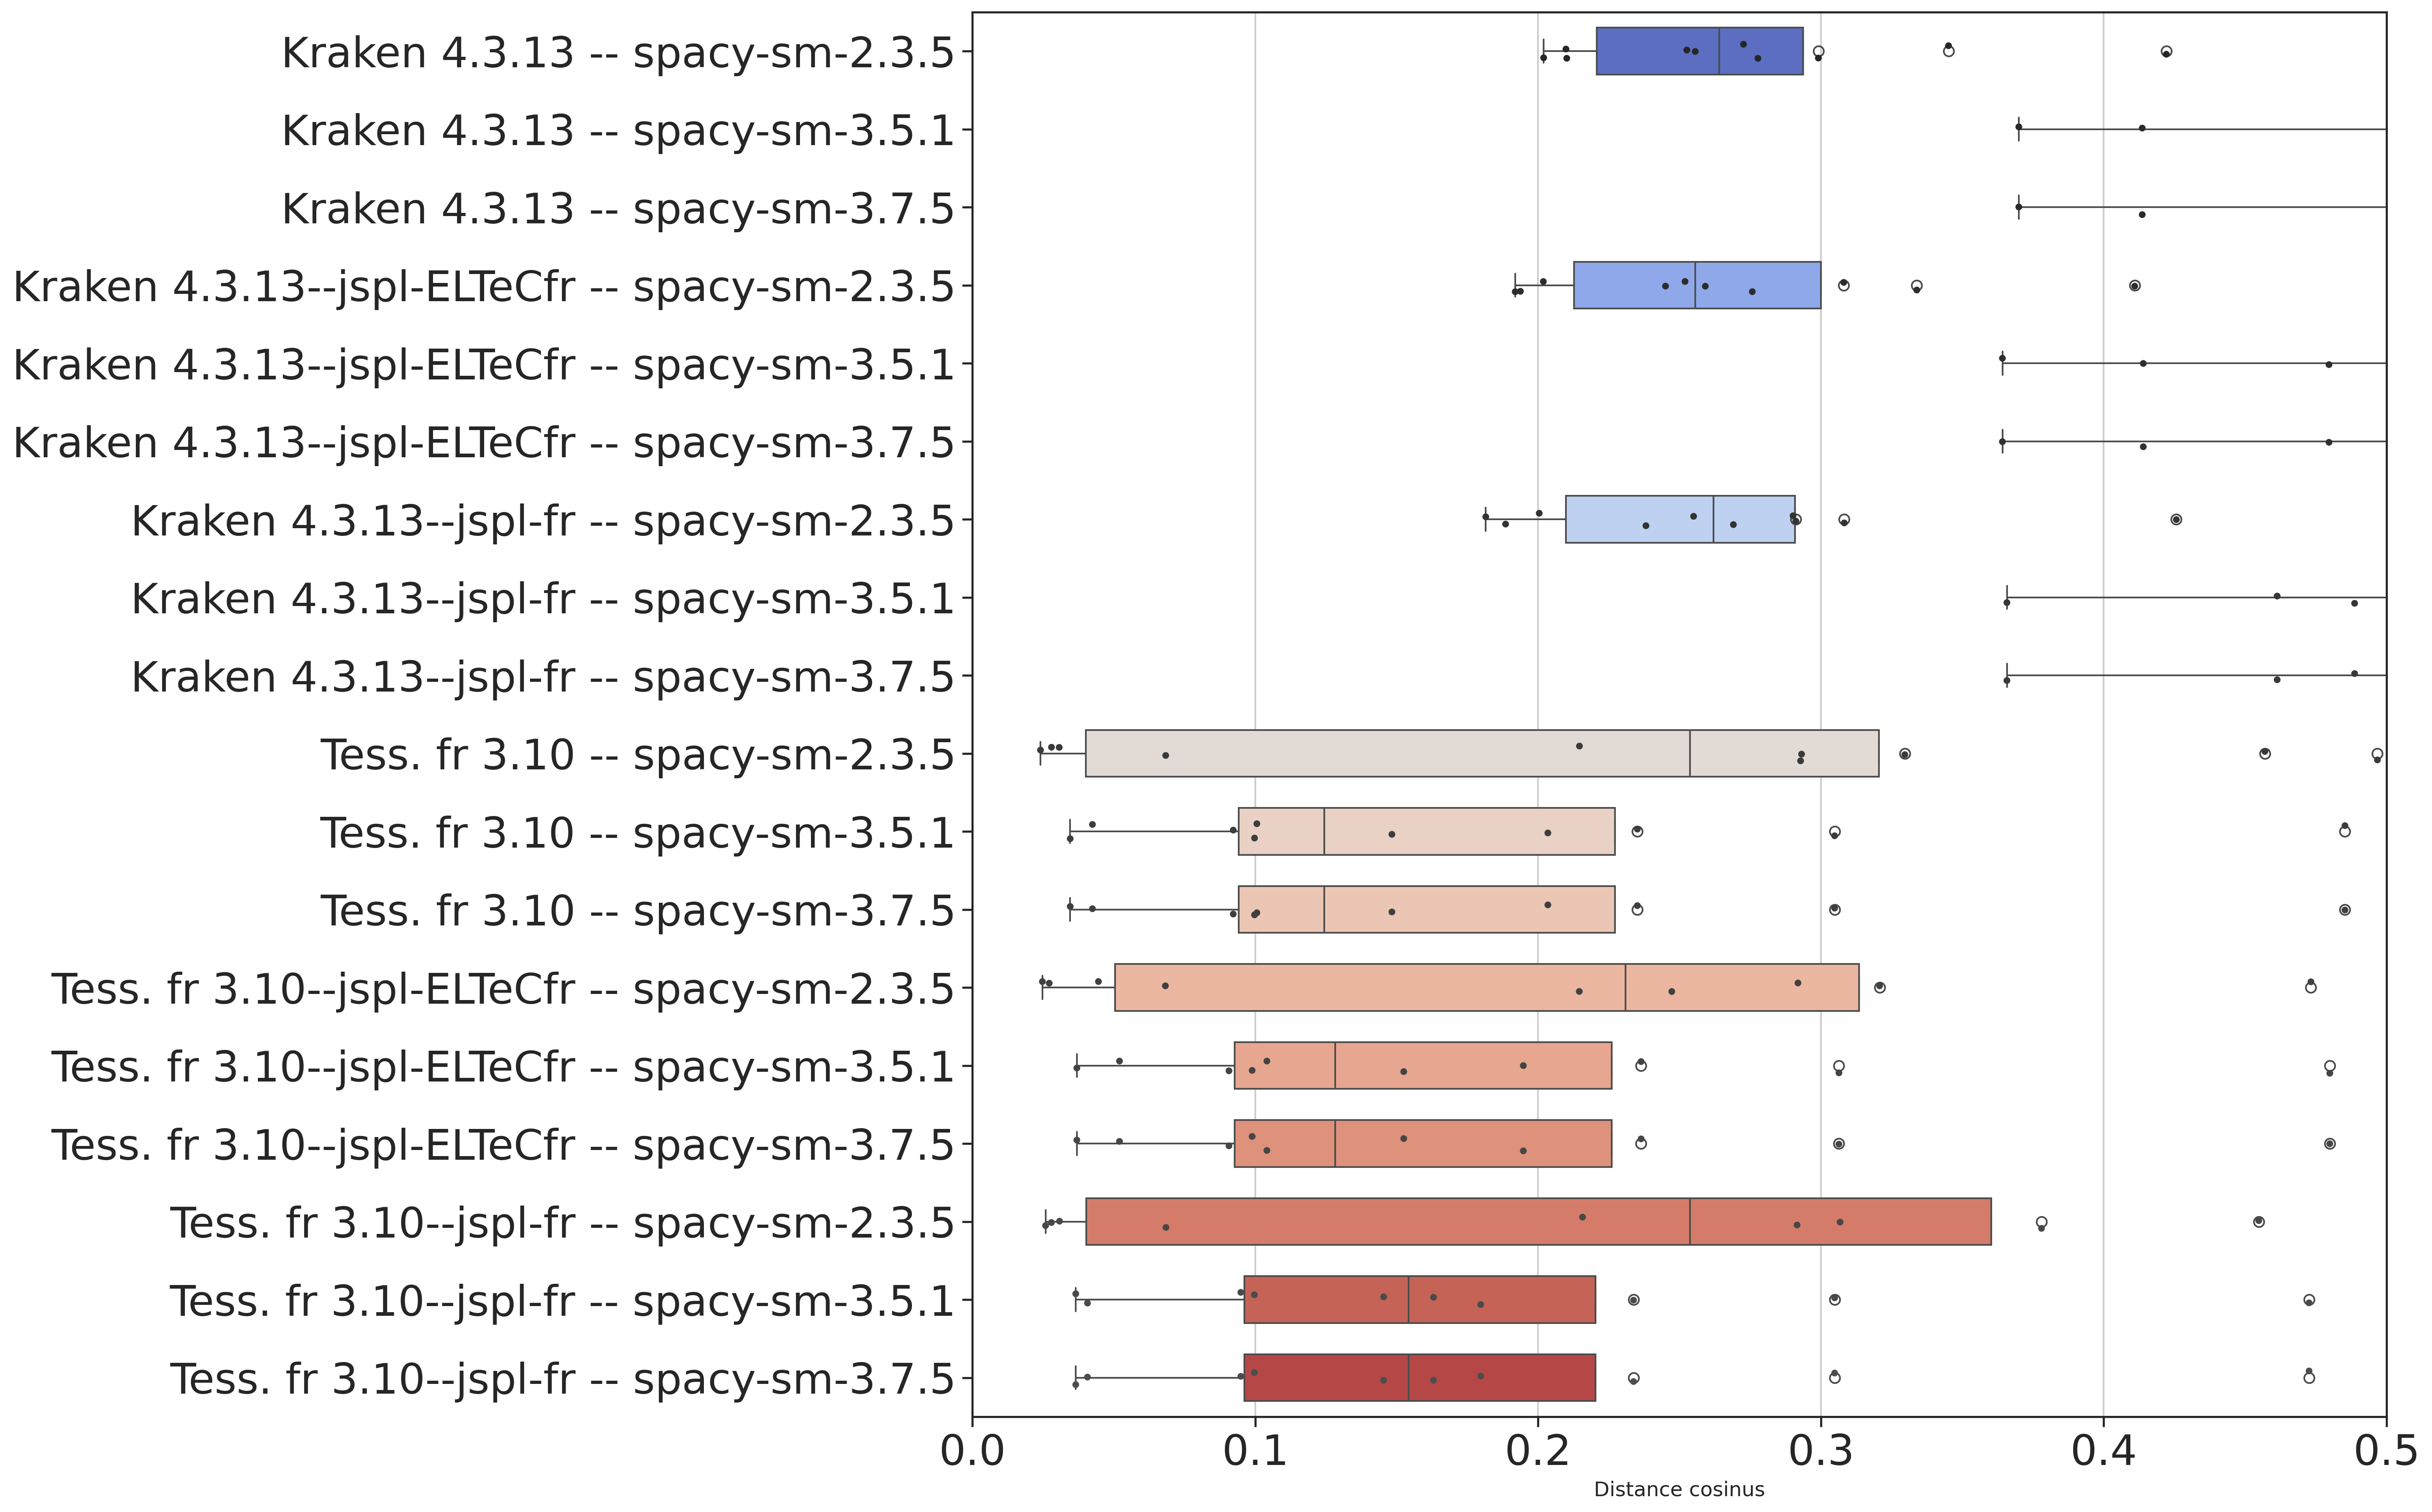 Kraken 4.3.13 -- spacy-sm-2.3.5
Kraken 4.3.13 -- spacy-sm-3.5.1
Kraken 4.3.13 -- spacy-sm-3.7.5
Kraken 4.3.13--jspl-ELTeCfr -- spacy-sm-2.3.5
Kraken 4.3.13--jspl-ELTeCfr -- spacy-sm-3.5.1
Kraken 4.3.13--jspl-ELTeCfr -- spacy-sm-3.7.5
Kraken 4.3.13--jspl-fr -- spacy-sm-2.3.5
Kraken 4.3.13--jspl-fr -- spacy-sm-3.5.1
Kraken 4.3.13--jspl-fr -- spacy-sm-3.7.5
Tess. fr 3.10 -- spacy-sm-2.3.5
Tess. fr 3.10 -- spacy-sm-3.5.1
Tess. fr 3.10 -- spacy-sm-3.7.5
Tess. fr 3.10--jspl-ELTeCfr -- spacy-sm-2.3.5
Tess. fr 3.10--jspl-ELTeCfr -- spacy-sm-3.5.1
Tess. fr 3.10--jspl-ELTeCfr -- spacy-sm-3.7.5
Tess. fr 3.10--jspl-fr -- spacy-sm-2.3.5
Tess. fr 3.10--jspl-fr -- spacy-sm-3.5.1
Tess. fr 3.10--jspl-fr -- spacy-sm-3.7.5
0.0 0.1 0.2 0.3 0.4 0.5
Distance cosinus